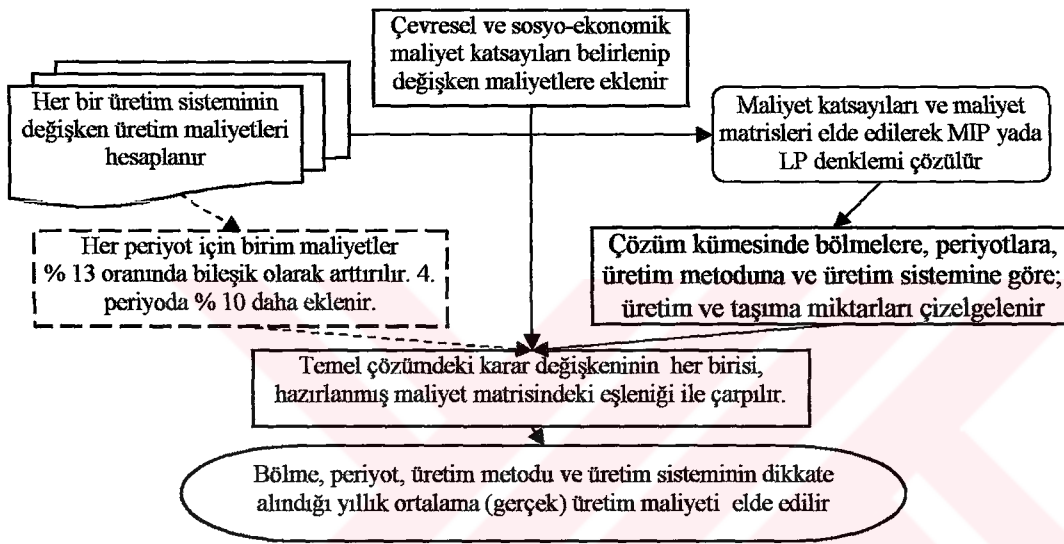 Çevresel ve sosyo-ekonomik
maliyet katsayıları belirlenip
değişken maliyetlere eklenir
Her bir üretim sisteminin
değişken üretim maliyetleri
hesaplanır
Maliyet katsayıları ve maliyet
matrisleri elde edilerek MIP yada
LP denklemi çözülür
Her periyot için birim maliyetler
% 13 oranında bileşik olarak arttırılır. 4.
periyoda % 10 daha eklenir.
Çözüm kümesinde bölmelere, periyotlara,
üretim metoduna ve üretim sistemine göre;
üretim ve taşıma miktarları çizelgelenir
Temel çözümdeki karar değişkeninin her birisi,
hazırlanmış maliyet matrisindeki eşleniği ile çarpılır.
Bölme, periyot, üretim metodu ve üretim sisteminin dikkate
alındığı yıllık ortalama (gerçek) üretim maliyeti elde edilir